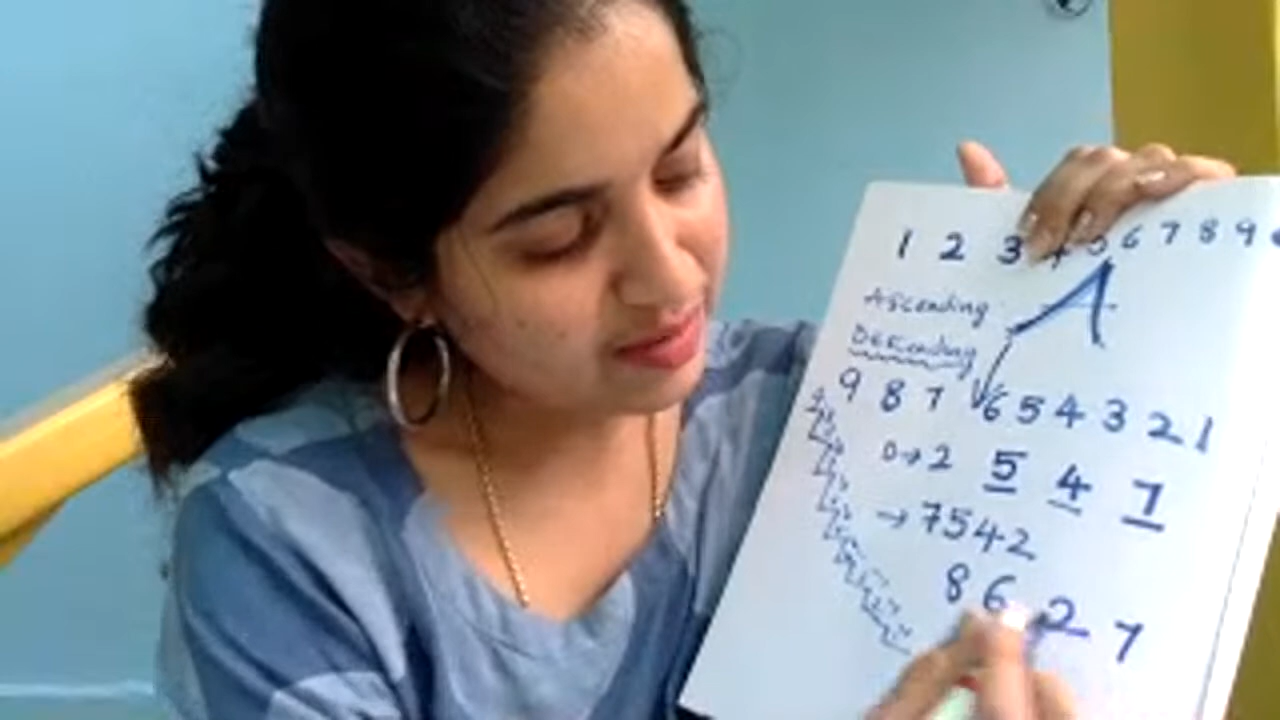 1 2 3 4 5 6 7 8 9
Ascending
A
Descending
9 8 7 6 5 4 3 2 1
D→2 5 4 7
→ 7542
8 6 2 7